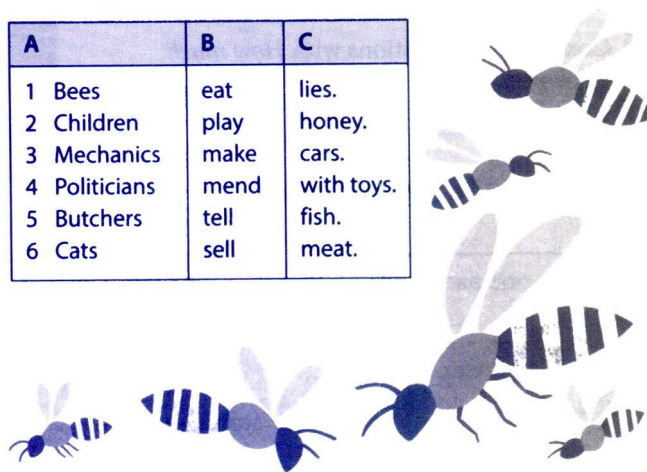 A B C
1 Bees eat lies.
2 Children play honey.
3 Mechanics make cars.
4 Politicians mend with toys.
5 Butchers tell fish.
6 Cats sell meat.